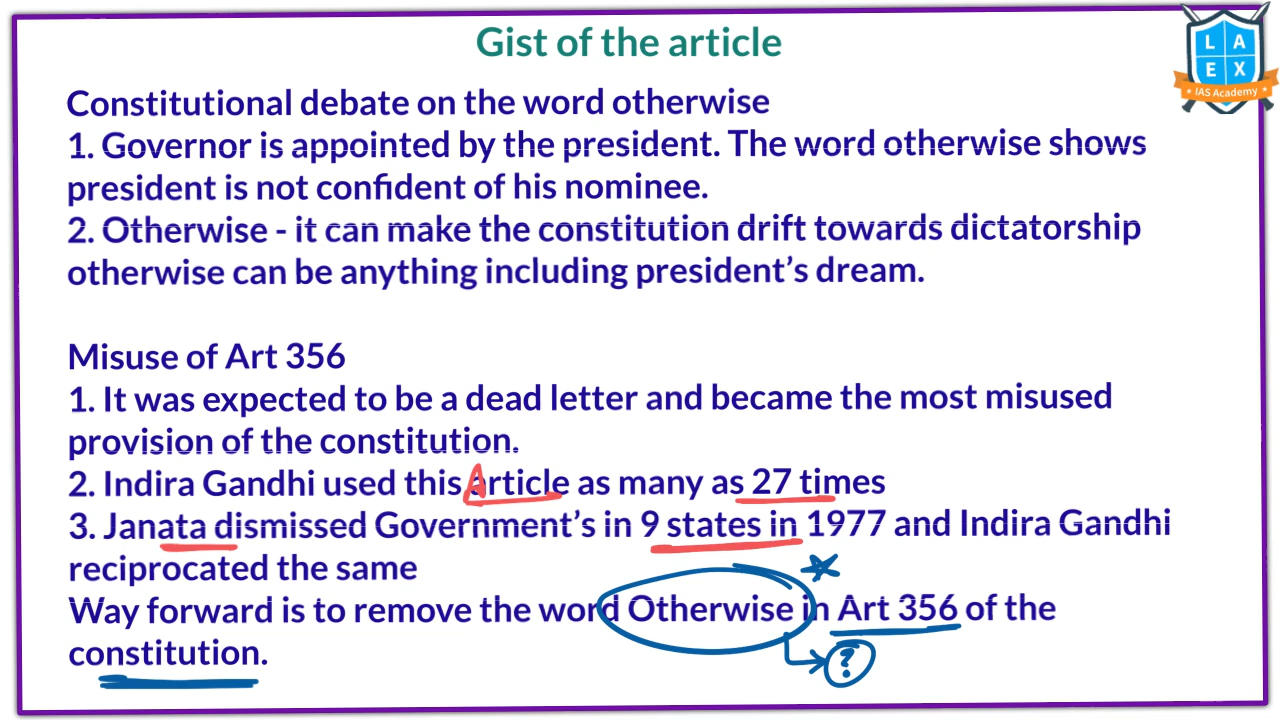 Gist of the article
L A
E X
IAS Academy
Constitutional debate on the word otherwise
1. Governor is appointed by the president. The word otherwise shows
president is not confident of his nominee.
2. Otherwise - it can make the constitution drift towards dictatorship
otherwise can be anything including president's dream.
Misuse of Art 356
1. It was expected to be a dead letter and became the most misused
provision of the constitution.
2. Indira Gandhi used this Article as many as 27 times
3. Janata dismissed Government's in 9 states in 1977 and Indira Gandhi
reciprocated the same
Way forward is to remove the word Otherwise in Art 356 of the
constitution.
?